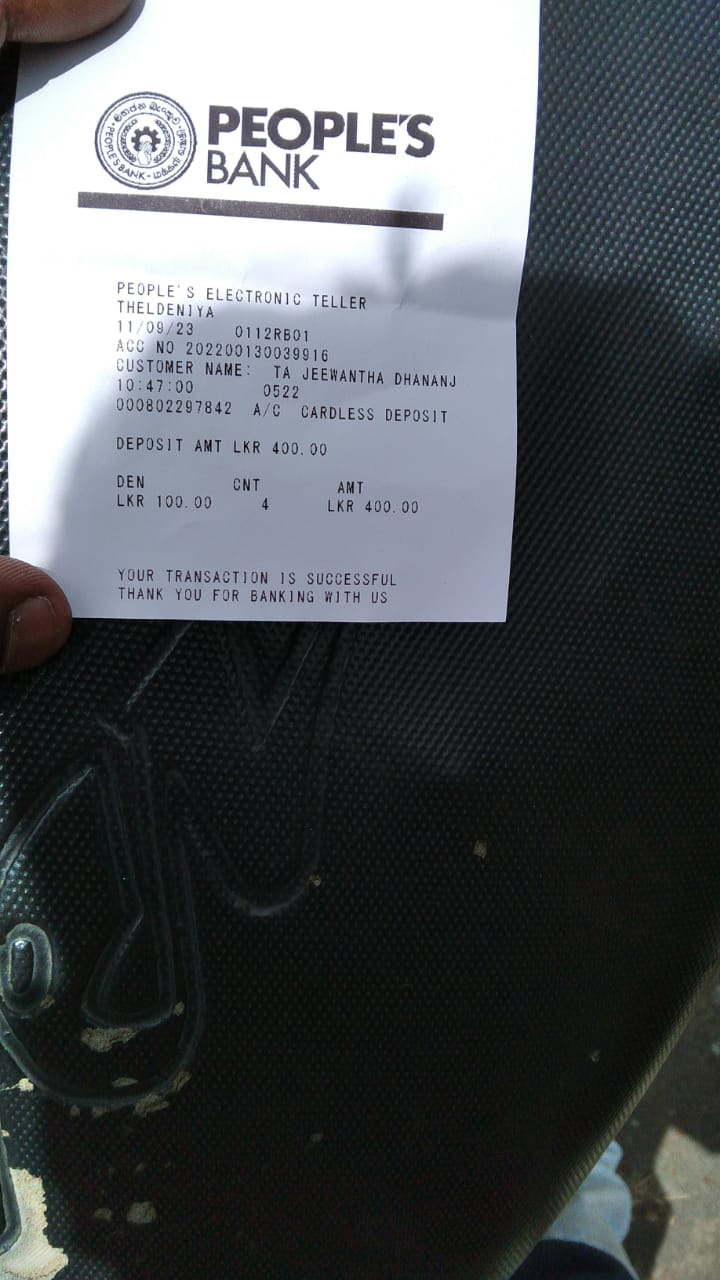 PEOPLE'S
BANK
PEOPLE'S BANK
PEOPLE'S ELECTRONIC TELLER
THELDENIYA
11/09/23 0112RB01
ACC NO 202200130039916
CUSTOMER NAME: TA JEEWANTHA DHANANJ
10:47:00 0522
000802297842 A/C CARDLESS DEPOSIT
DEPOSIT AMT LKR 400.00
DEN CNT AMT
LKR 100.00 4 LKR 400.00
YOUR TRANSACTION IS SUCCESSFUL
THANK YOU FOR BANKING WITH US